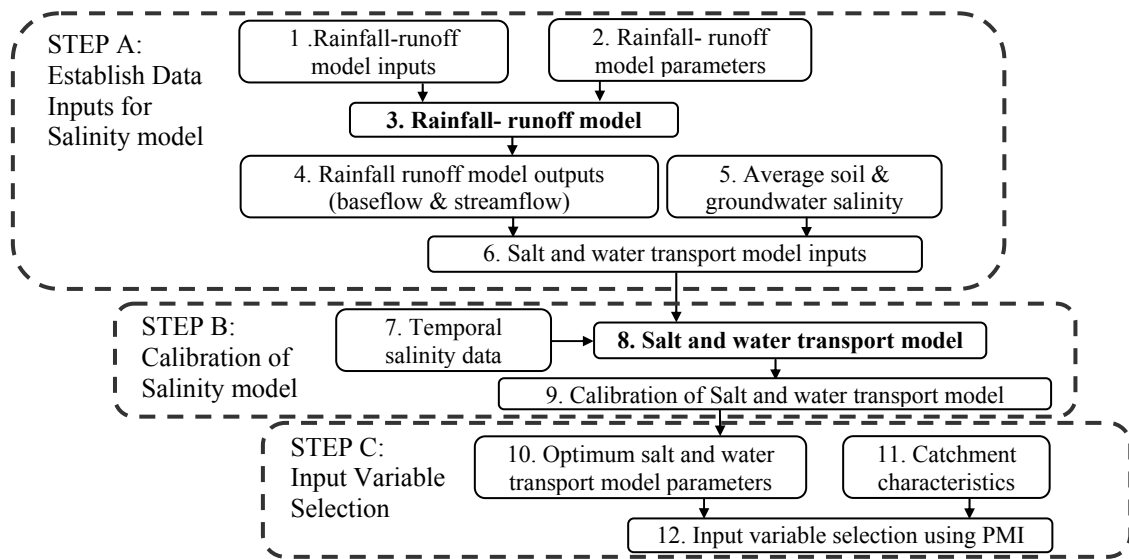 STEP A:
Establish Data
Inputs for
Salinity model
1 .Rainfall-runoff
model inputs
2. Rainfall- runoff
model parameters
3. Rainfall- runoff model
4. Rainfall runoff model outputs
(baseflow & streamflow)
5. Average soil &
groundwater salinity
6. Salt and water transport model inputs
STEP B:
Calibration of
Salinity model
7. Temporal
salinity data
8. Salt and water transport model
9. Calibration of Salt and water transport model
STEP C:
Input Variable
Selection
10. Optimum salt and water
transport model parameters
11. Catchment
characteristics
12. Input variable selection using PMI